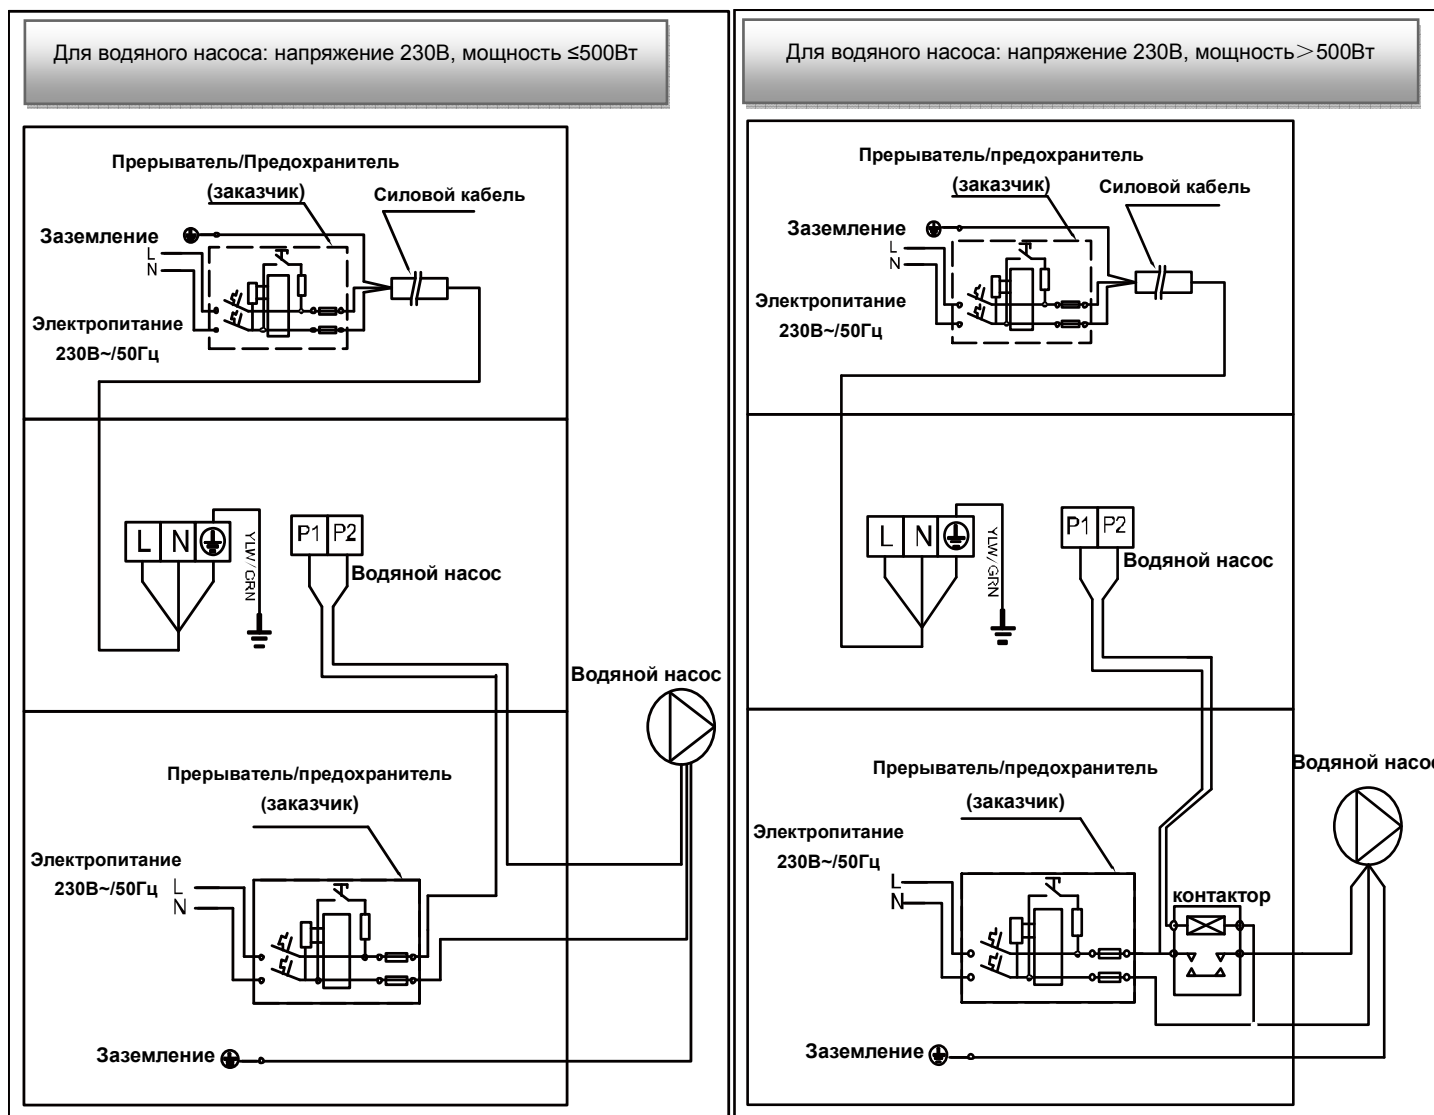 Для водяного насоса: напряжение 230В, мощность ≤500Вт
Прерыватель/Предохранитель
(заказчик)
Силовой кабель
Заземление
L
N
Электропитание
230В~/50Гц
L N
YLW/CRN
P1 P2
Водяной насос
Водяной насос
Прерыватель/предохранитель
(заказчик)
Электропитание
230В~/50Гц
L
N
Заземление
Для водяного насоса: напряжение 230В, мощность＞500Вт
Прерыватель/предохранитель
(заказчик)
Силовой кабель
Заземление
L
N
Электропитание
230В~/50Гц
L N
YLW/GRN
P1 P2
Водяной насос
Водяной насос
Прерыватель/предохранитель
(заказчик)
Электропитание
230В~/50Гц
L
N
контактор
Заземление